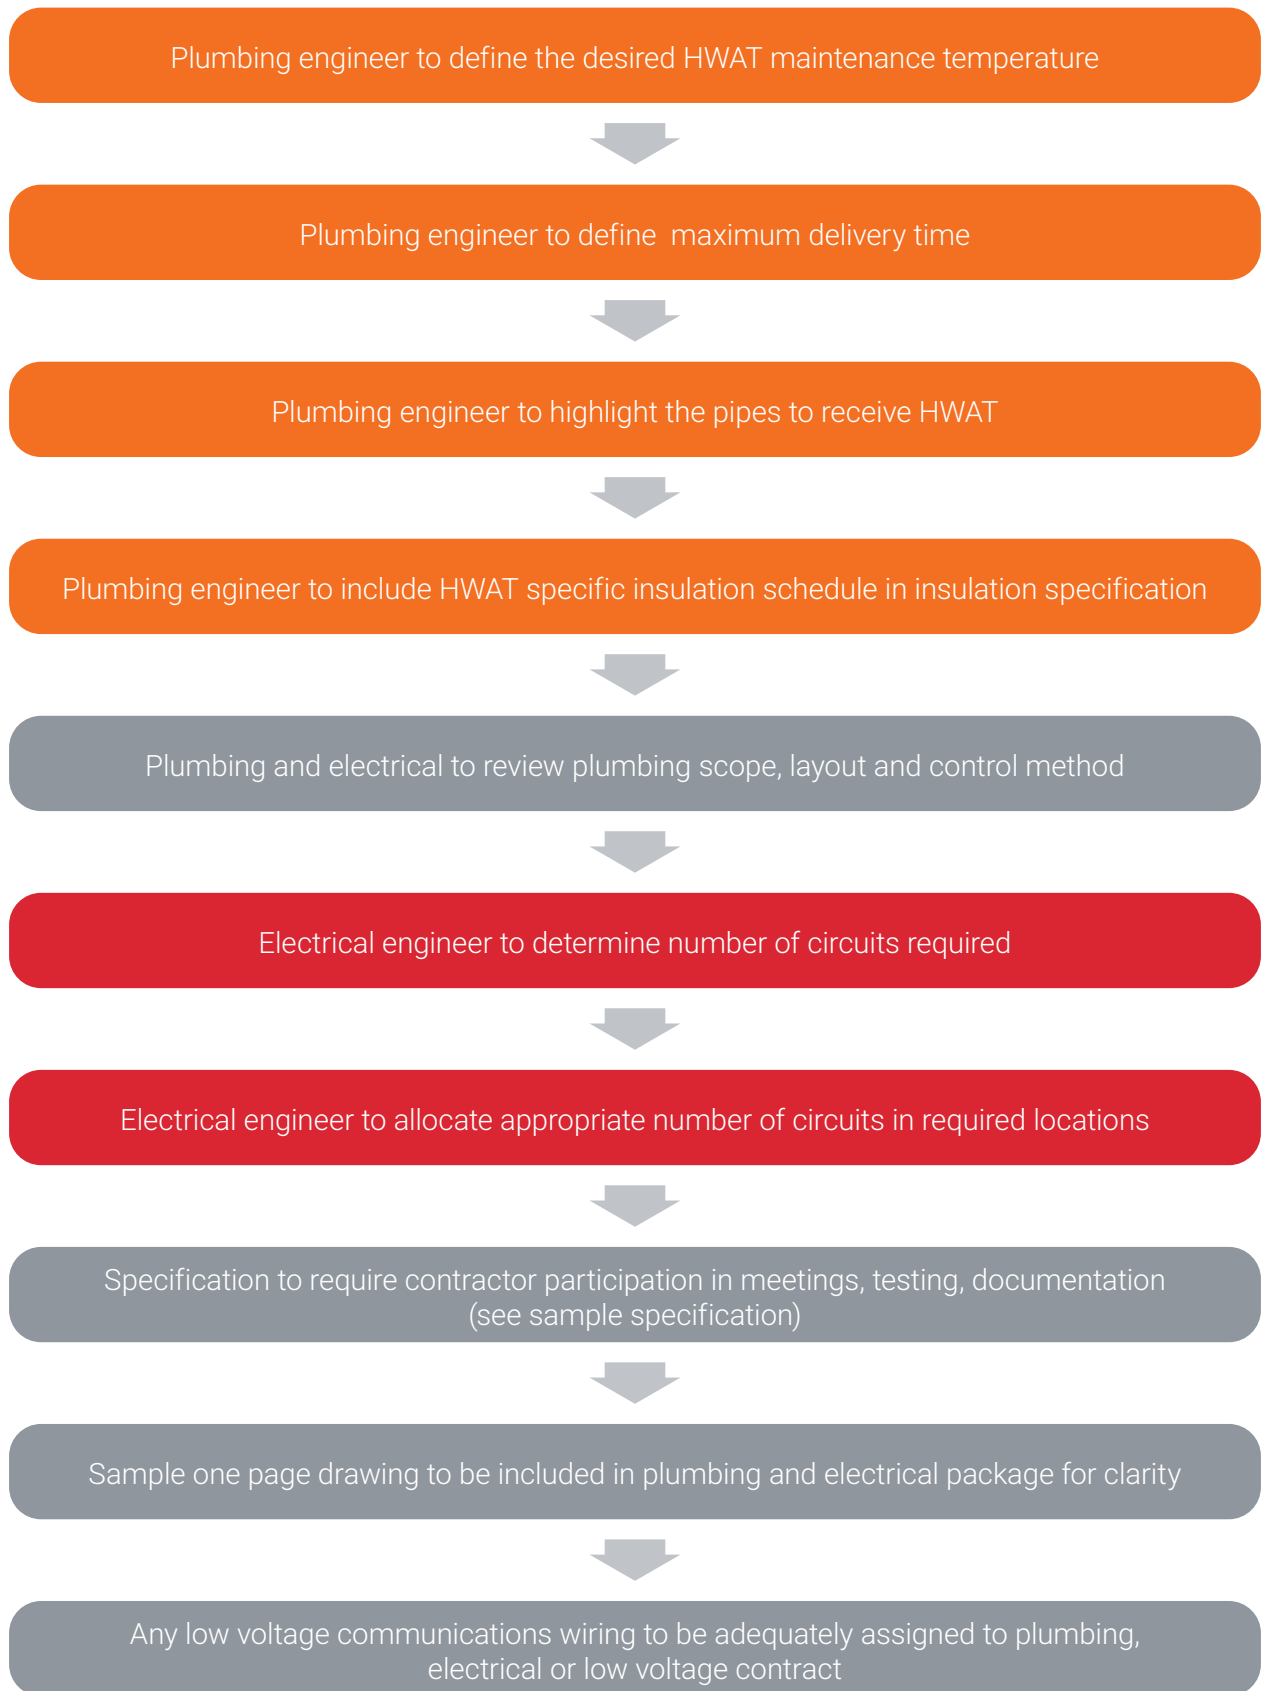 Plumbing engineer to define the desired HWAT maintenance temperature
Plumbing engineer to define  maximum delivery time
Plumbing engineer to highlight the pipes to receive HWAT
Plumbing engineer to include HWAT specific insulation schedule in insulation specification
Plumbing and electrical to review plumbing scope, layout and control method
Electrical engineer to determine number of circuits required
Electrical engineer to allocate appropriate number of circuits in required locations
Specification to require contractor participation in meetings, testing, documentation
(see sample specification)
Sample one page drawing to be included in plumbing and electrical package for clarity
Any low voltage communications wiring to be adequately assigned to plumbing,
electrical or low voltage contract